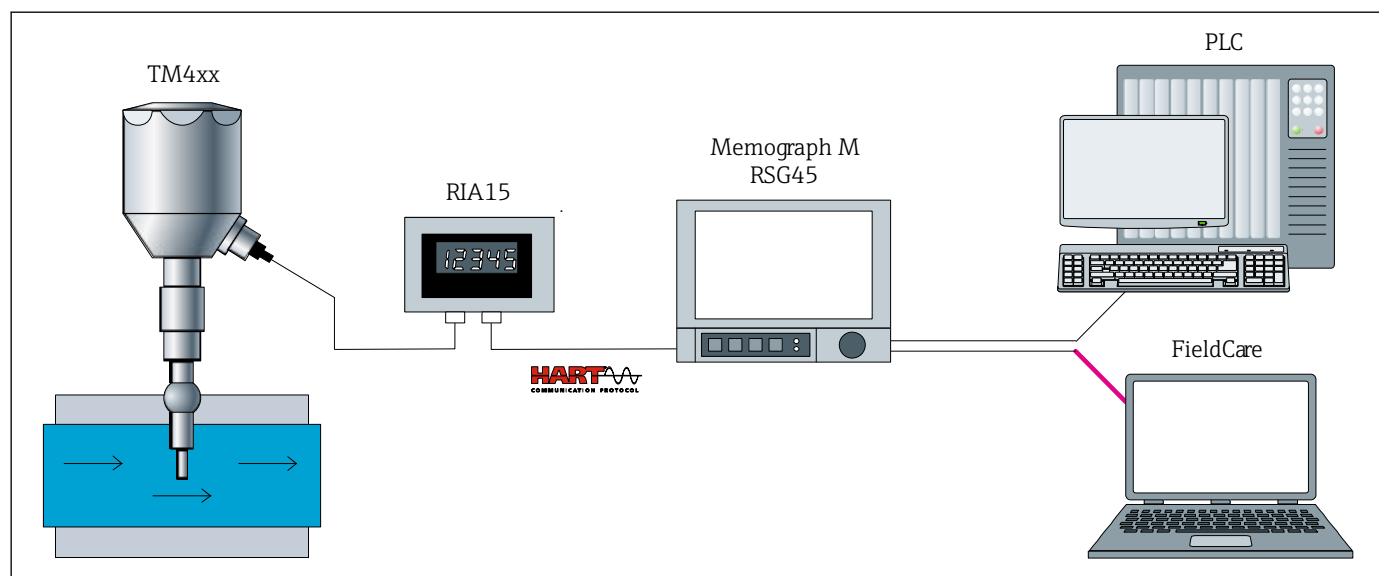 TM4xx
RIA15
12345
HART
COMMUNICATION PROTOCOL
Memograph M
RSG45
PLC
FieldCare